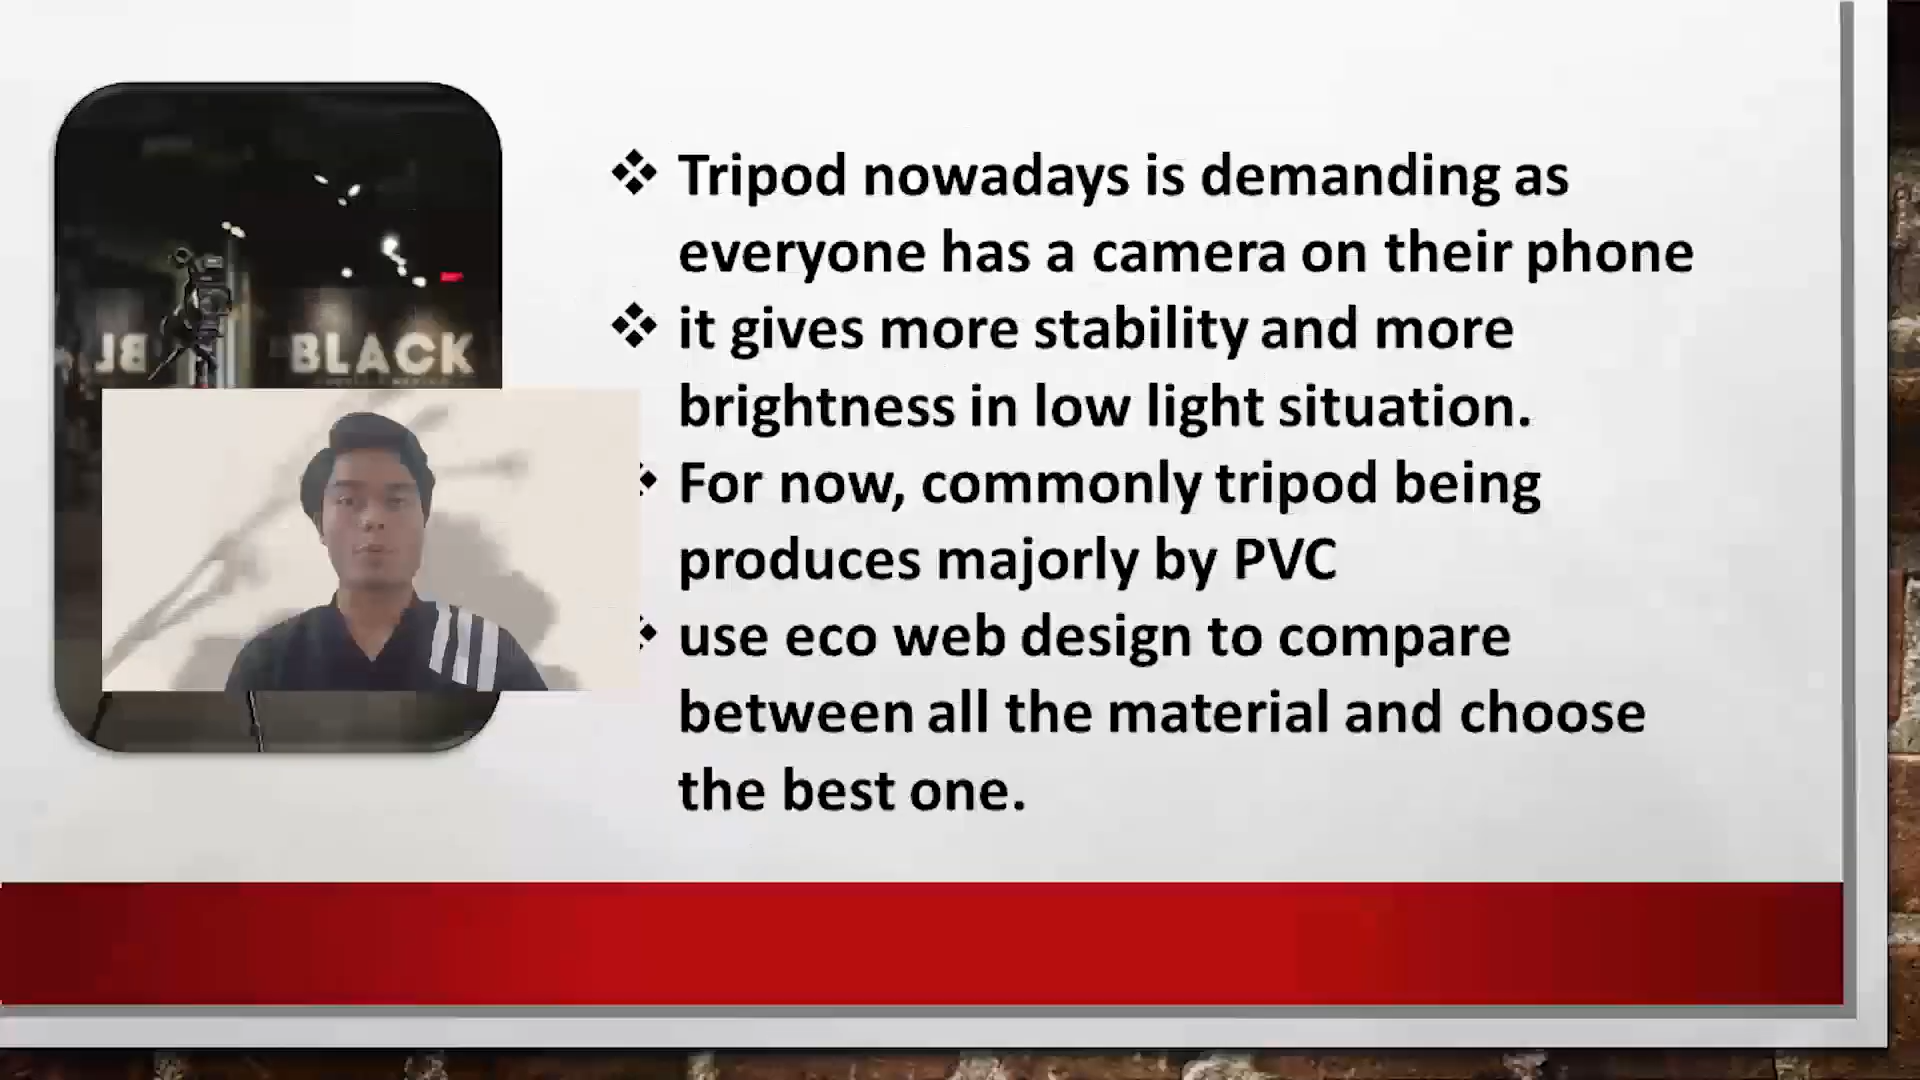 Tripod nowadays is demanding as
everyone has a camera on their phone
it gives more stability and more
brightness in low light situation.
For now, commonly tripod being
produces majorly by PVC
use eco web design to compare
between all the material and choose
the best one.
BLACK